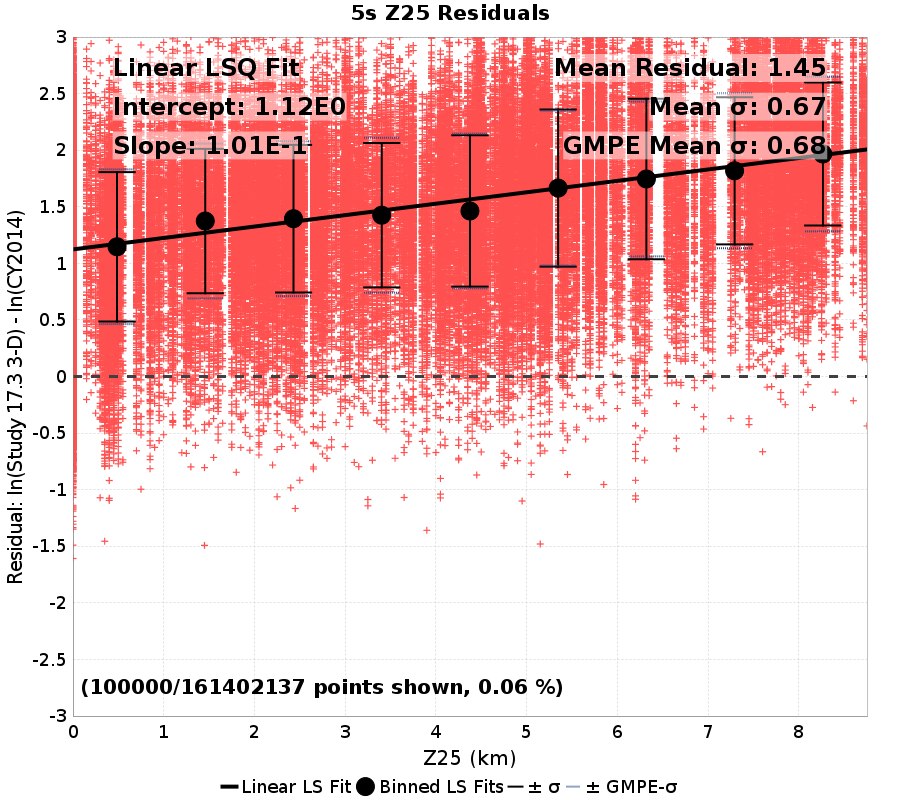 5s Z25 Residuals
Linear LSQ Fit
Mean Residual: 1.45
Intercept: 1.12E0
Mean σ: 0.67
Slope: 1.01E-1
GMPE Mean σ: 0.68
Residual: ln(Study 17.3 3-D) - ln(CY2014)
3
2.5
2
1.5
1
0.5
0
-0.5
-1
-1.5
-2
-2.5
-3
(100000/161402137 points shown, 0.06 %)
0 1 2 3 4 5 6 7 8
Z25 (km)
Linear LS Fit Binned LS Fits ± σ ± GMPE-σ